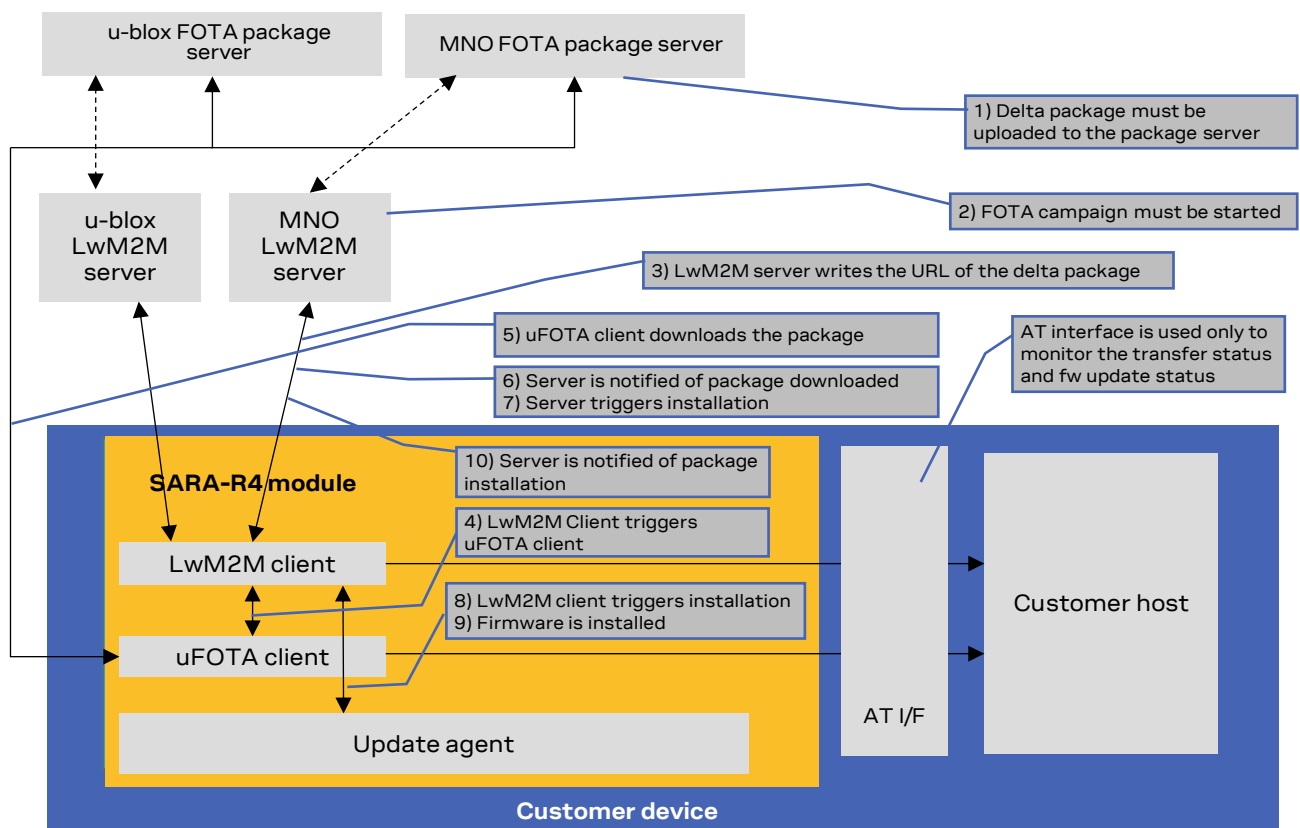 u-blox FOTA package
server
MNO FOTA package server
1) Delta package must be
uploaded to the package server
u-blox
LwM2M
server
MNO
LwM2M
server
2) FOTA campaign must be started
3) LwM2M server writes the URL of the delta package
5) uFOTA client downloads the package
AT interface is used only to
monitor the transfer status
and fw update status
6) Server is notified of package downloaded
7) Server triggers installation
10) Server is notified of package
installation
SARA-R4 module
4) LwM2M Client triggers
uFOTA client
LwM2M client
8) LwM2M client triggers installation
9) Firmware is installed
Customer host
uFOTA client
AT I/F
Update agent
Customer device